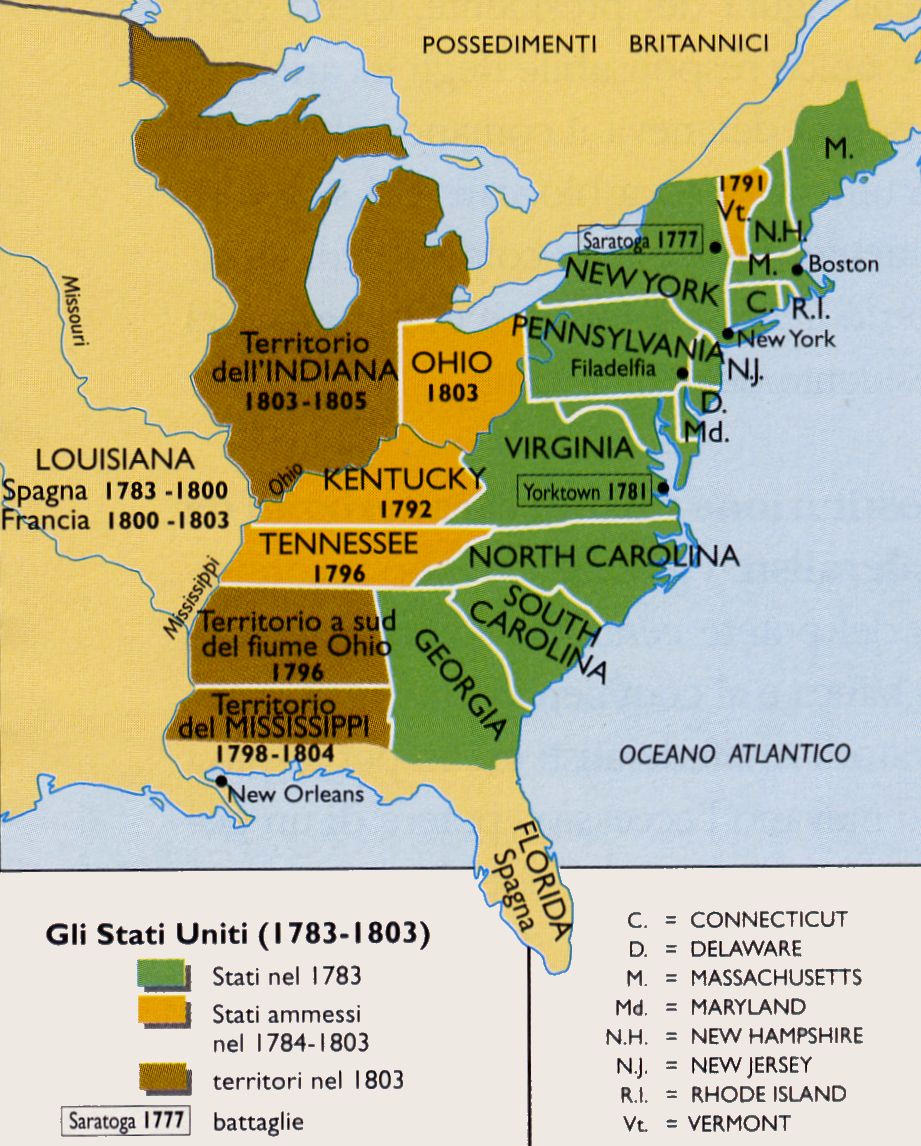 POSSEDIMENTI BRITANNICI
M.
1791
Vt.
N.H.
Saratoga 1777
M.
Boston
NEW YORK
C.
R.I.
Missouri
PENNSYLVANIA
New York
Territorio
dell'INDIANA
1803-1805
OHIO
1803
Filadelfia
N.J.
D.
Md.
VIRGINIA
LOUISIANA
Spagna 1783 -1800
Francia 1800 -1803
Ohio
KENTUCKY
1792
Yorktown 1781
TENNESSEE
1796
NORTH CAROLINA
Mississippi
Territorio a sud
del fiume Ohio
1796
SOUTH
CAROLINA
GEORGIA
Territorio
del MISSISSIPPI
1798-1804
OCEANO ATLANTICO
New Orleans
FLORIDA
Spagna
Gli Stati Uniti (1783-1803)
Stati nel 1783
Stati ammessi
nel 1784-1803
territori nel 1803
Saratoga 1777 battaglie
C. = CONNECTICUT
D. = DELAWARE
M. = MASSACHUSETTS
Md. = MARYLAND
N.H. = NEW HAMPSHIRE
N.J. = NEW JERSEY
R.I. = RHODE ISLAND
Vt. = VERMONT